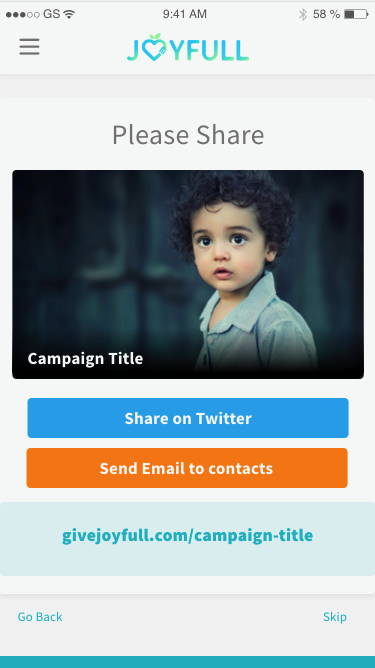 GS 9:41 AM 58 %
JOYFULL
Please Share
Campaign Title
Share on Twitter
Send Email to contacts
givejoyfull.com/campaign-title
Go Back Skip